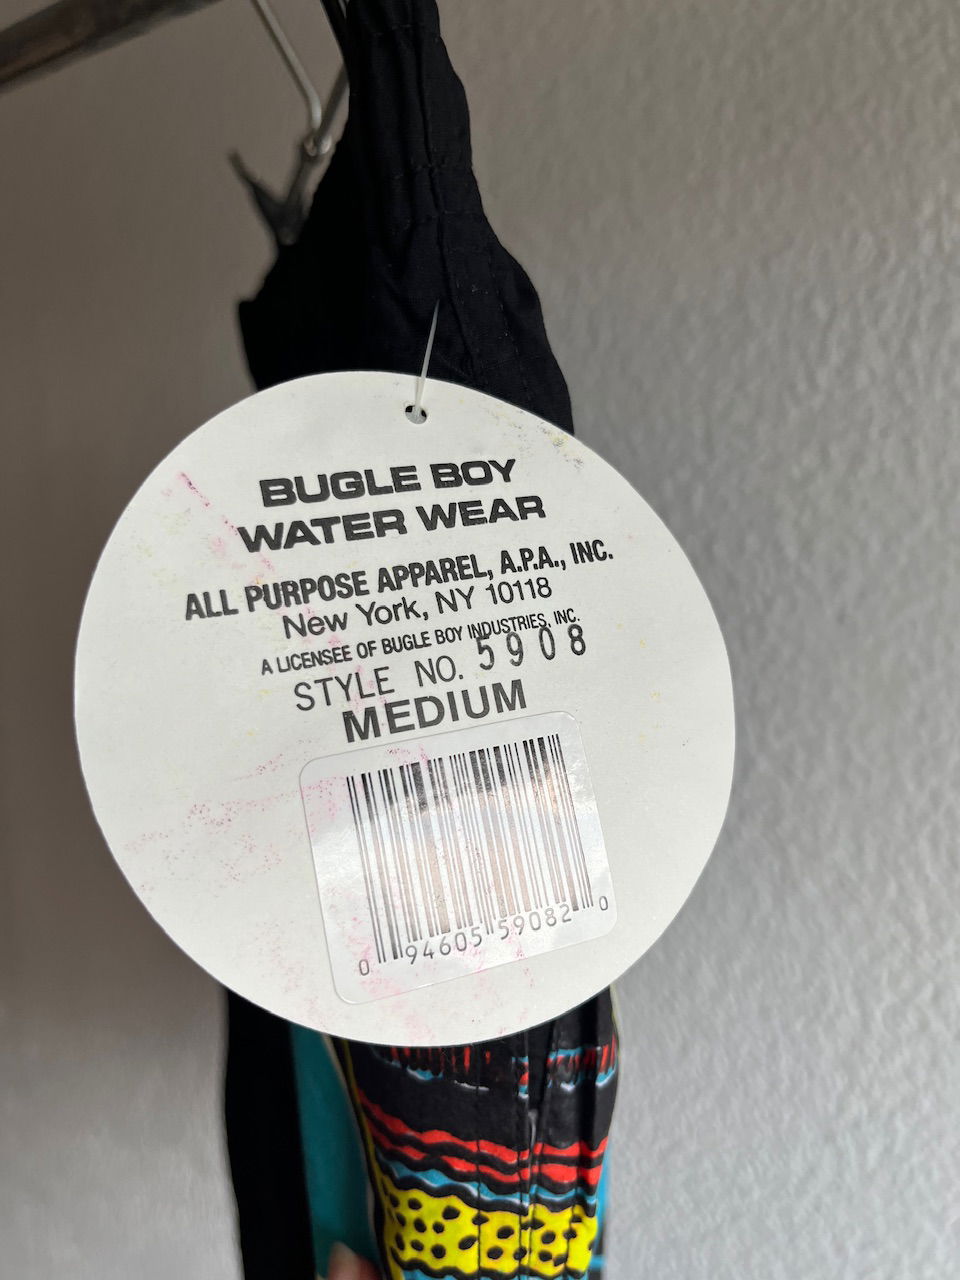 BUGLE BOY
WATER WEAR
ALL PURPOSE APPAREL, A.P.A., INC.
New York, NY 10118
A LICENSEE OF BUGLE BOY INDUSTRIES, INC.
STYLE NO. 5908
MEDIUM
0 94605 59082 0